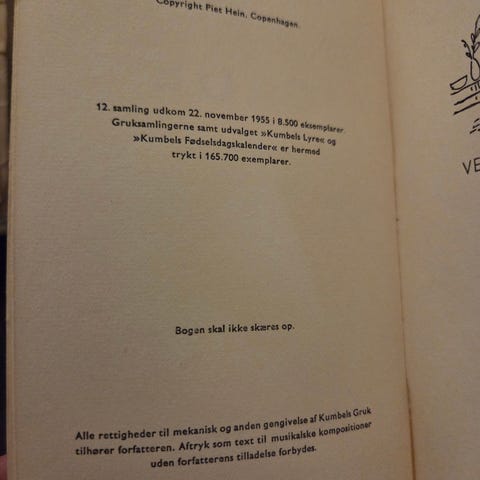 Copyright Piet Hein, Copenhagen.
12. samling udkom 22. november 1955 i 8.500 eksemplarer.
Gruksamlingerne samt udvalget »Kumbels Lyre« og
»Kumbels Fødselsdagskalender« er hermed
trykt i 165.700 exemplarer.
Bogen skal ikke skæres op.
Alle rettigheder til mekanisk og anden gengivelse af Kumbels Gruk
tilhører forfatteren. Aftryk som text til musikalske kompositioner
uden forfatterens tilladelse forbydes.
VE